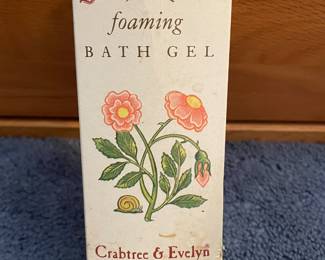 foaming
BATH GEL
Crabtree & Evelyn